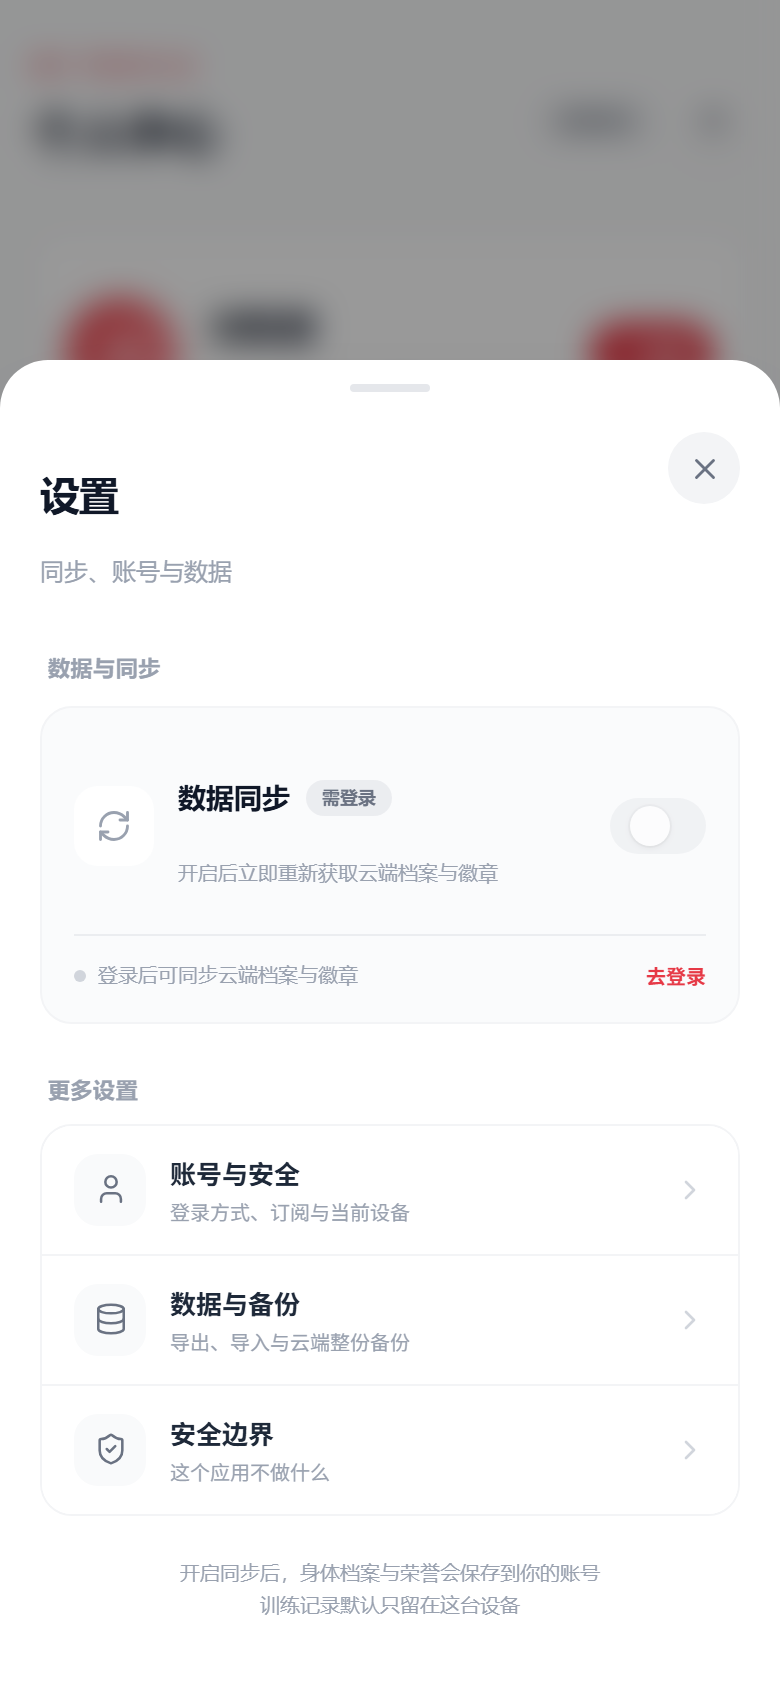 设置
同步、账号与数据
数据与同步
数据同步 需登录
开启后立即重新获取云端档案与徽章
登录后可同步云端档案与徽章 去登录
更多设置
账号与安全
登录方式、订阅与当前设备
数据与备份
导出、导入与云端整份备份
安全边界
这个应用不做什么
开启同步后，身体档案与荣誉会保存到你的账号
训练记录默认只留在这台设备